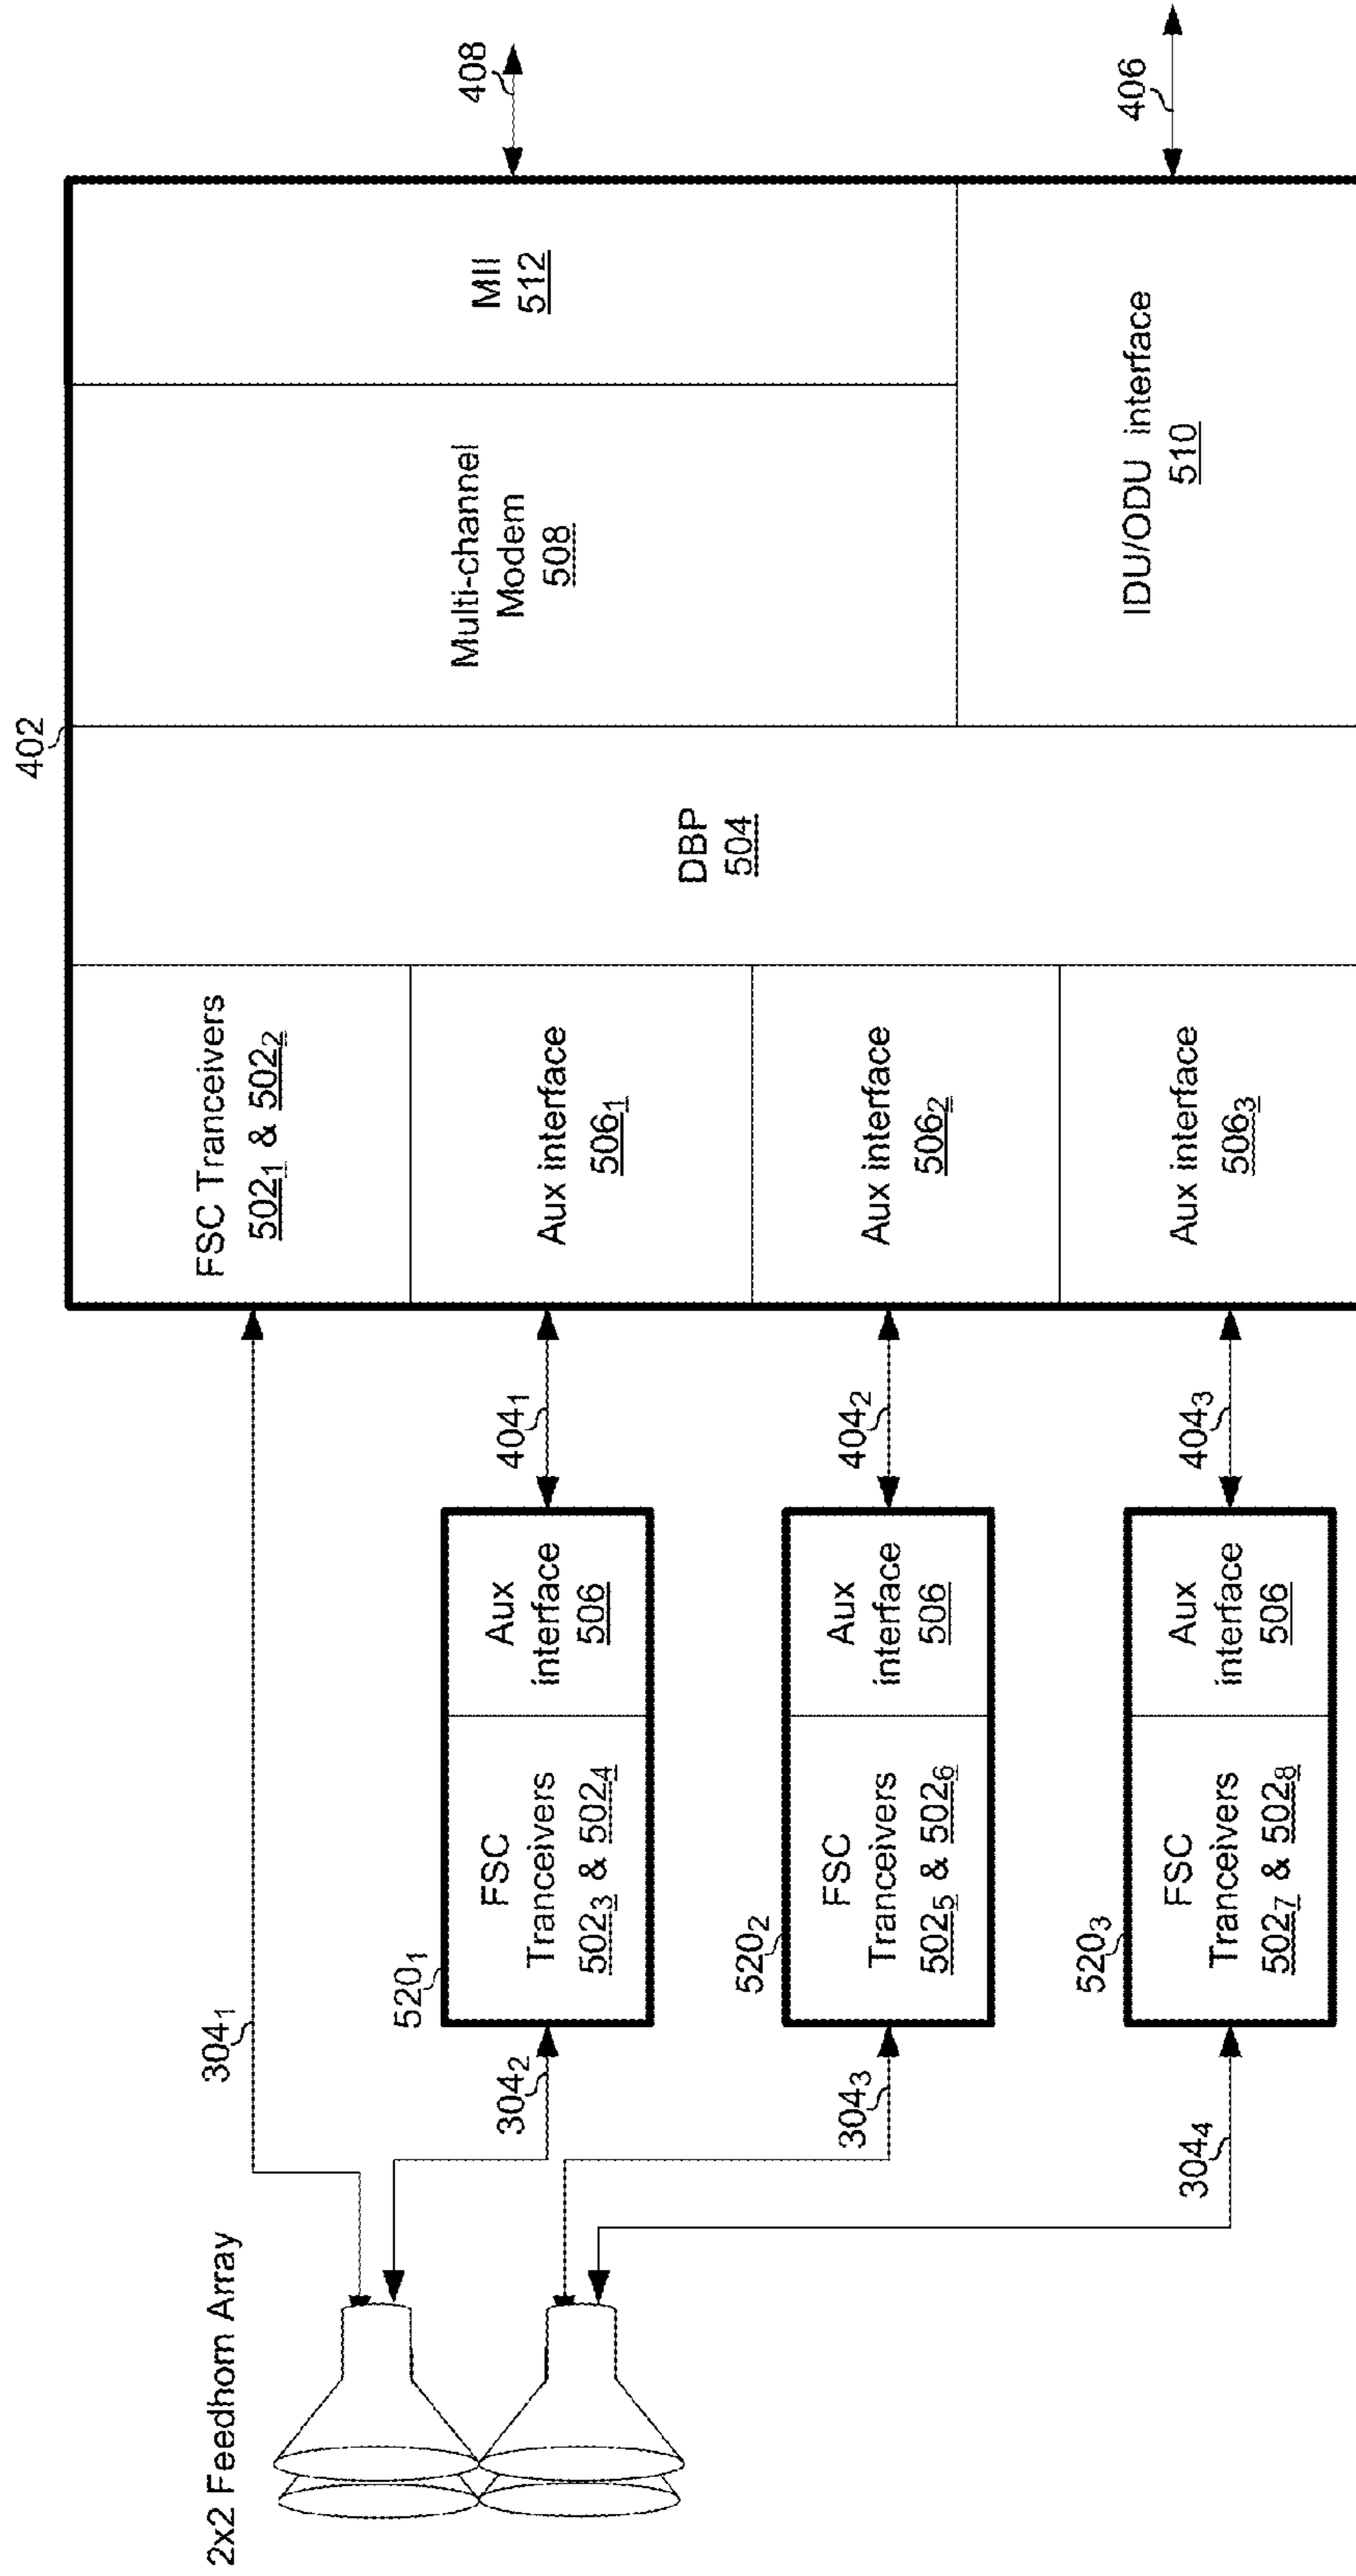 2x2 Feedhorn Array
304₁
304₂
304₃
304₄
520₁
FSC
Tranceivers
502₃ & 502₄
Aux
interface
506
520₂
FSC
Tranceivers
502₅ & 502₆
Aux
interface
506
520₃
FSC
Tranceivers
502₇ & 502₈
Aux
interface
506
404₁
404₂
404₃
402
FSC Tranceivers
502₁ & 502₂
Aux interface
506₁
Aux interface
506₂
Aux interface
506₃
DBP
504
Multi-channel
Modem
508
MII
512
IDU/ODU interface
510
408
406